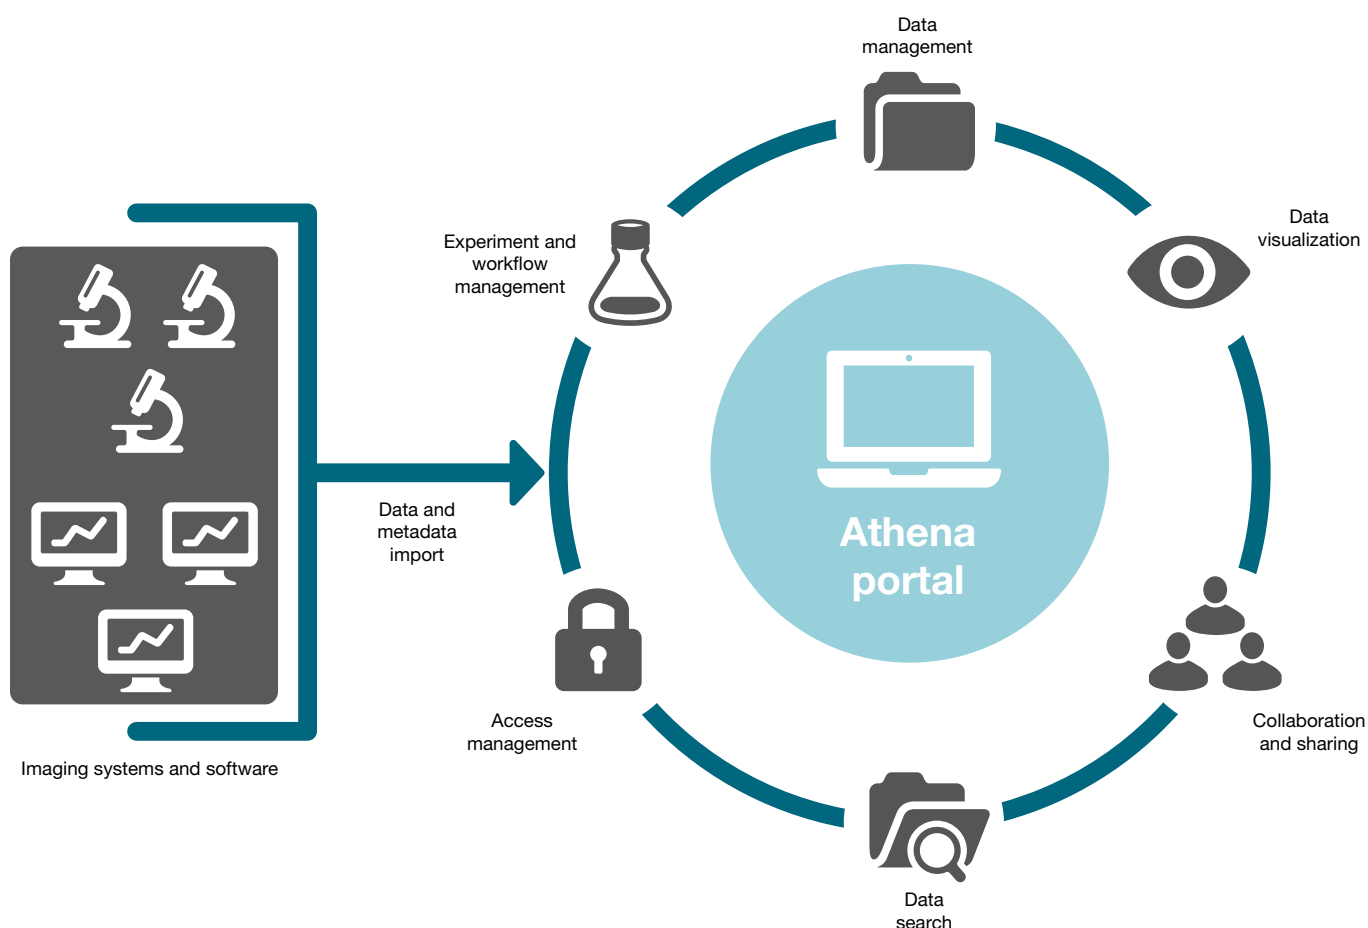 Data
management
Data
visualization
Experiment and
workflow
management
Data and
metadata
import
Athena
portal
Access
management
Collaboration
and sharing
Imaging systems and software
Data
search